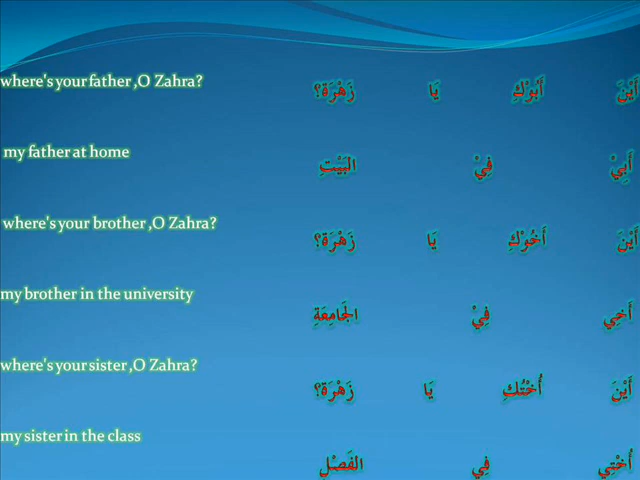 where's your father ,O Zahra?
أَيْنَ أَبُوْكِ يَا زَهْرَة؟
my father at home
أَبِيْ فِيْ البَيْتِ
where's your brother ,O Zahra?
أَيْنَ أَخُوْكِ يَا زَهْرَة؟
my brother in the university
أَخِي فِيْ الجَامِعَةِ
where's your sister ,O Zahra?
أَيْنَ أُخْتُكِ يَا زَهْرَة؟
my sister in the class
أُخْتِي فِي الفَصْلِ